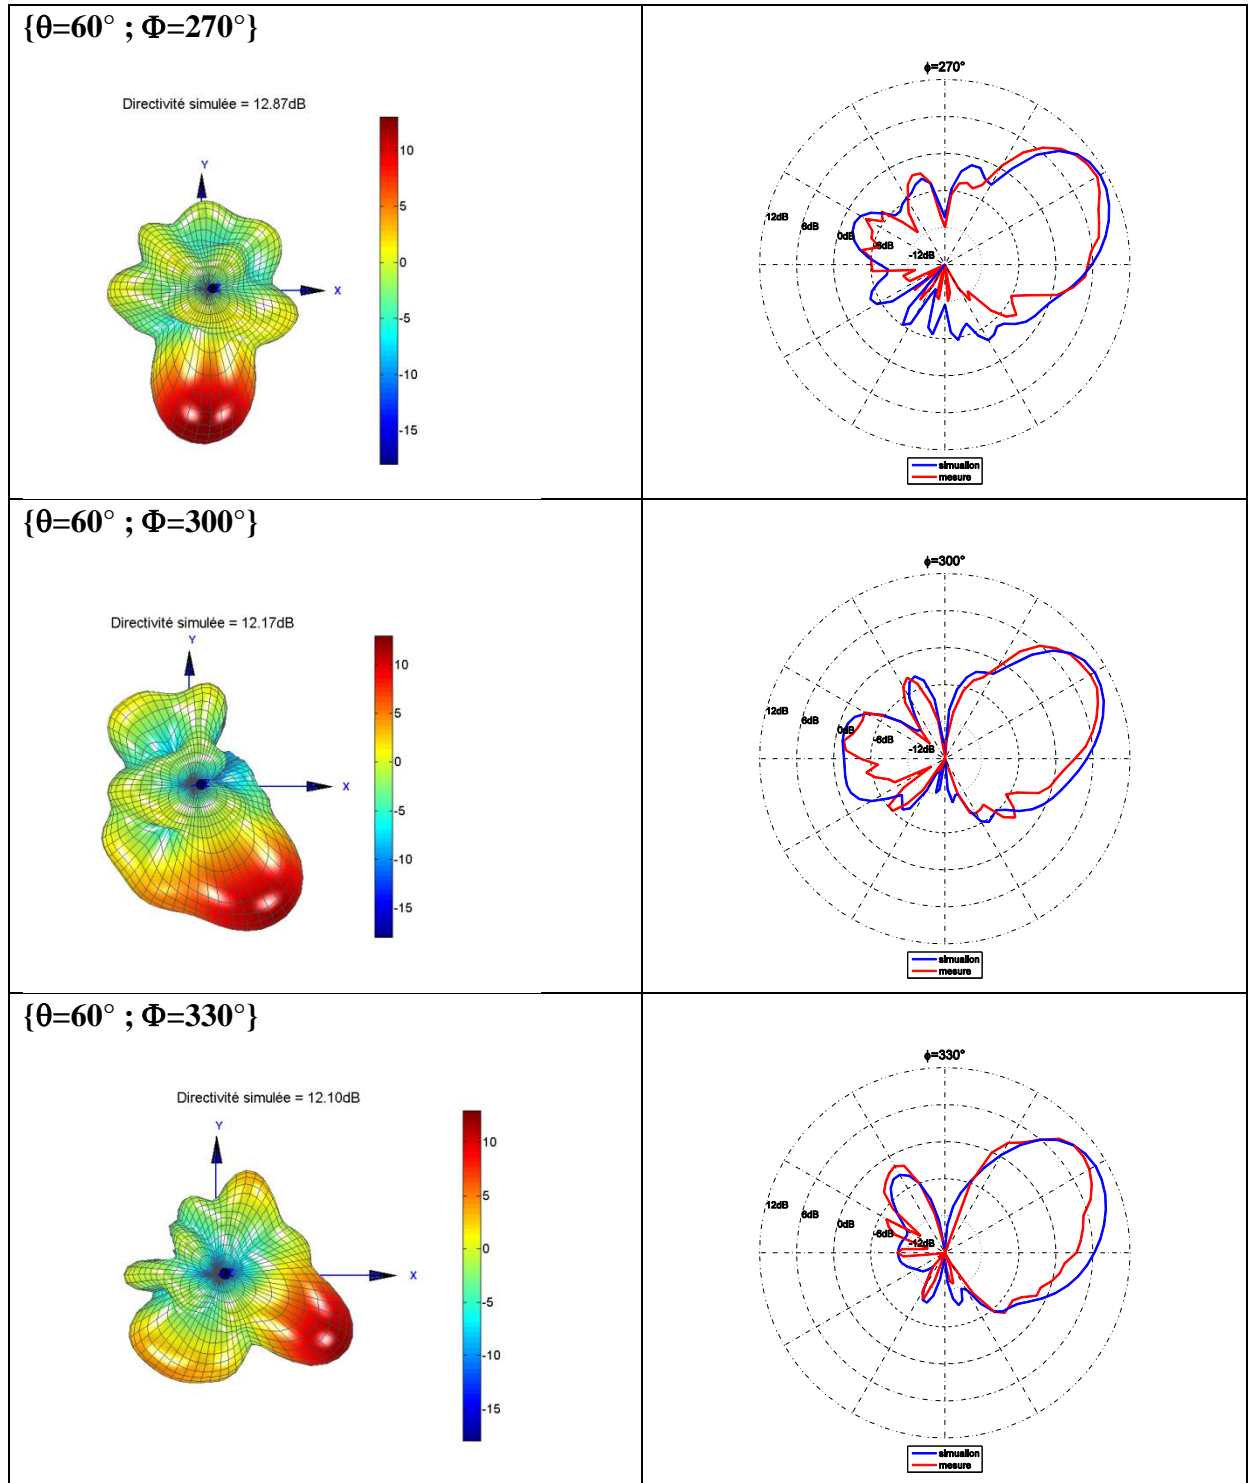 {θ=60° ; Φ=270°}
Directivité simulée = 12.87dB
Y
X
10
5
0
-5
-10
-15
ϕ=270°
12dB
6dB
0dB
-6dB
-12dB
simualion
mesure
{θ=60° ; Φ=300°}
Directivité simulée = 12.17dB
Y
X
10
5
0
-5
-10
-15
ϕ=300°
12dB
6dB
0dB
-6dB
-12dB
simualion
mesure
{θ=60° ; Φ=330°}
Directivité simulée = 12.10dB
Y
X
10
5
0
-5
-10
-15
ϕ=330°
12dB
6dB
0dB
-6dB
-12dB
simualion
mesure